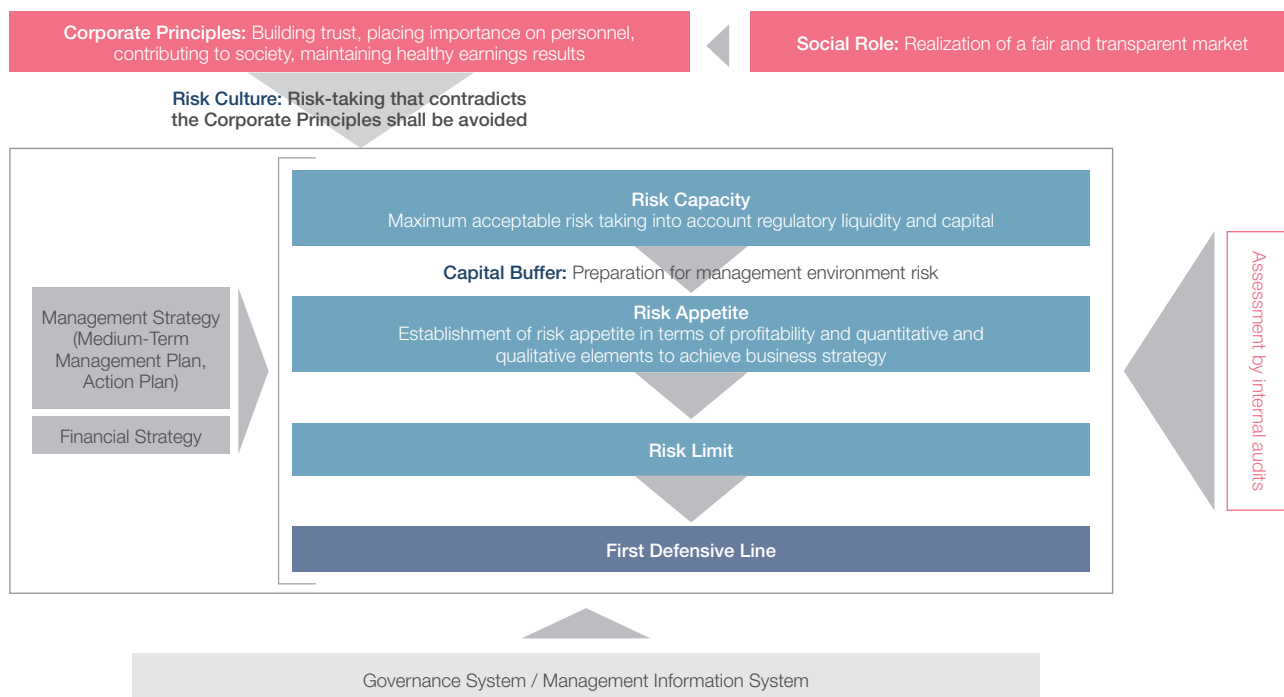 Corporate Principles: Building trust, placing importance on personnel,
contributing to society, maintaining healthy earnings results
Social Role: Realization of a fair and transparent market
Risk Culture: Risk-taking that contradicts
the Corporate Principles shall be avoided
Risk Capacity
Maximum acceptable risk taking into account regulatory liquidity and capital
Capital Buffer: Preparation for management environment risk
Management Strategy
(Medium-Term
Management Plan,
Action Plan)
Financial Strategy
Risk Appetite
Establishment of risk appetite in terms of profitability and quantitative and
qualitative elements to achieve business strategy
Risk Limit
First Defensive Line
Assessment by internal audits
Governance System / Management Information System